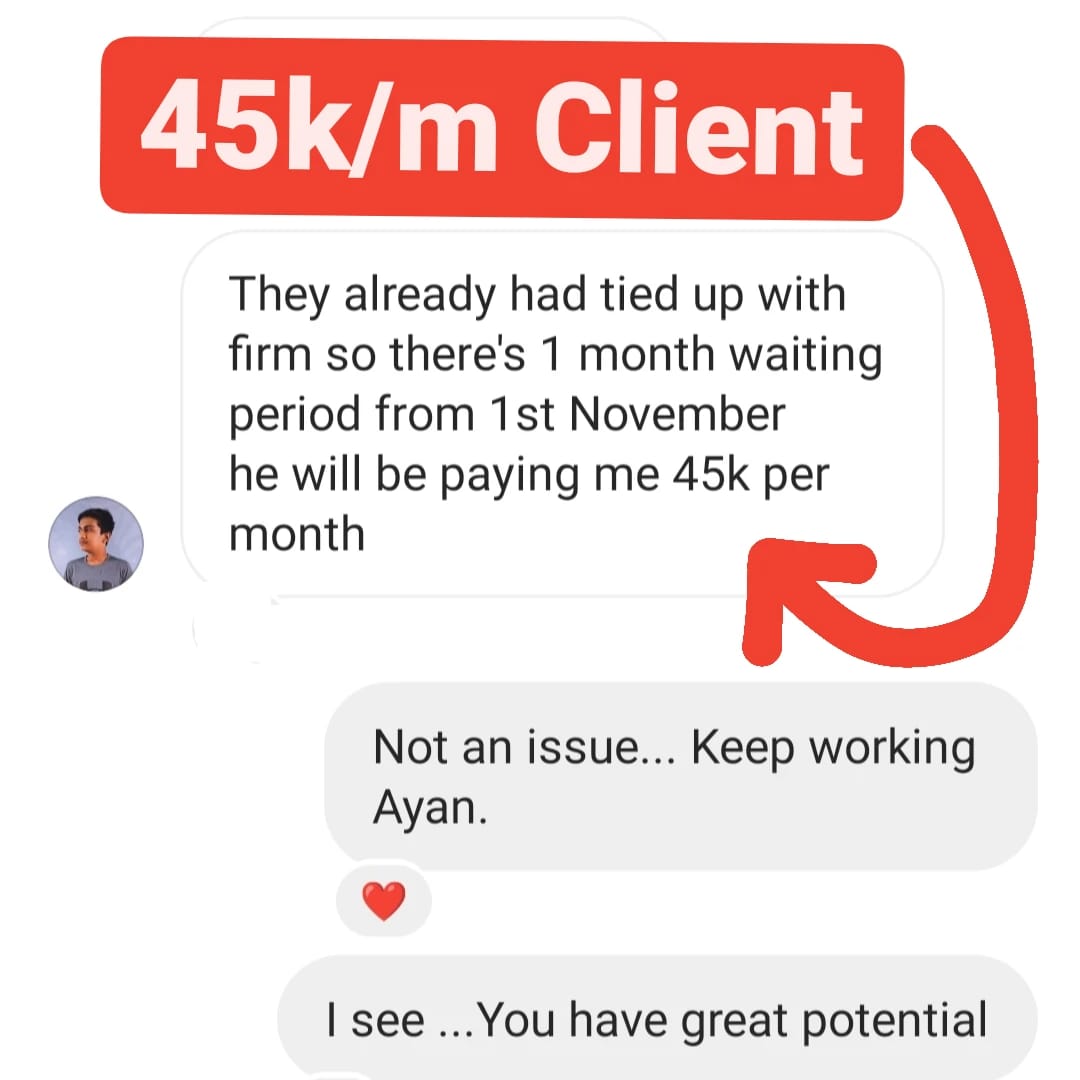 45k/m Client
They already had tied up with
firm so there's 1 month waiting
period from 1st November
he will be paying me 45k per
month
Not an issue... Keep working
Ayan.
I see ...You have great potential